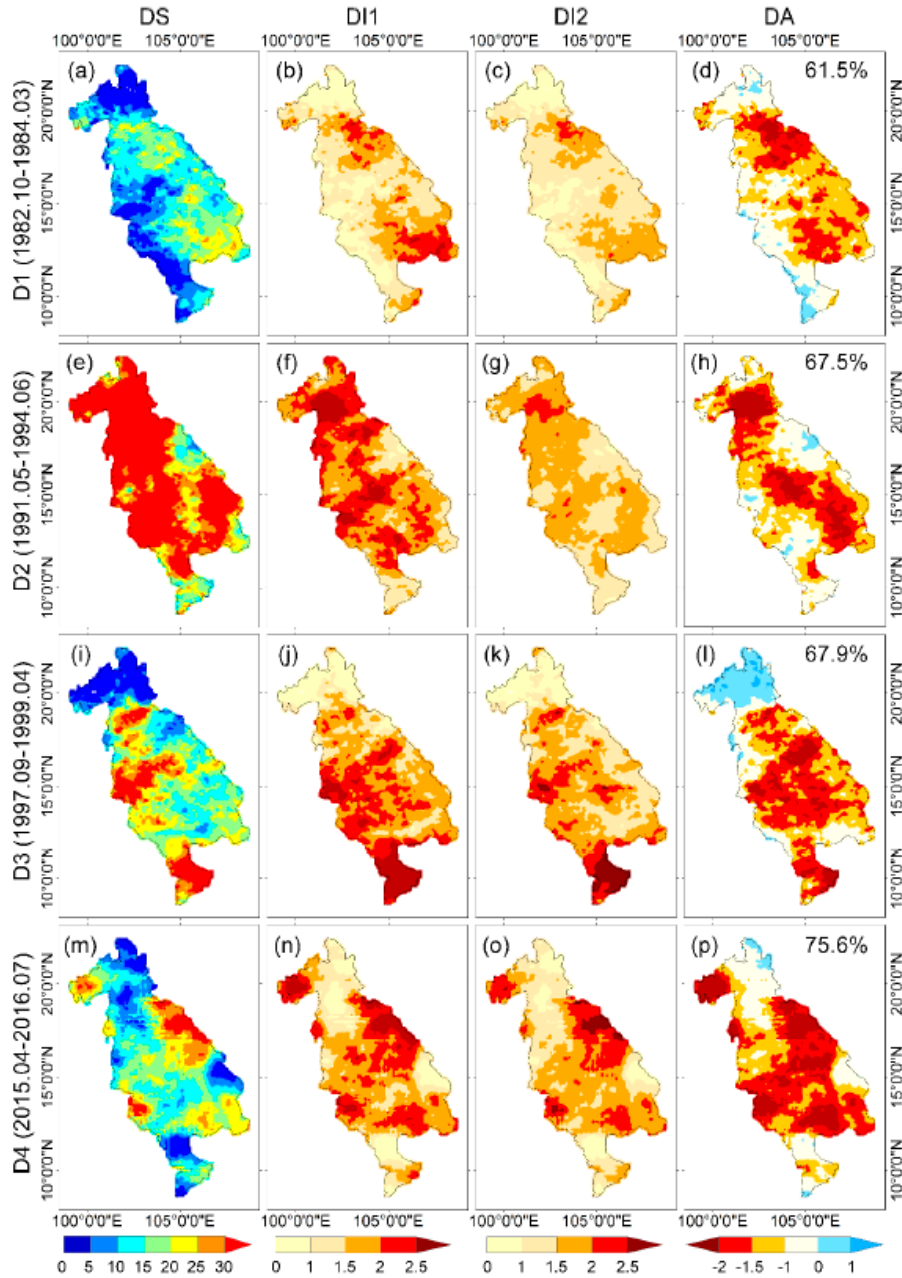 DS DI1 DI2 DA
100°0'0"E 105°0'0"E 100°0'0"E 105°0'0"E 100°0'0"E 105°0'0"E 100°0'0"E 105°0'0"E
D1 (1982.10-1984.03)
20°0'0"N 15°0'0"N 10°0'0"N
(a) (b) (c) (d) 61.5%
20°0'0"N 15°0'0"N 10°0'0"N
D2 (1991.05-1994.06)
20°0'0"N 15°0'0"N 10°0'0"N
(e) (f) (g) (h) 67.5%
20°0'0"N 15°0'0"N 10°0'0"N
D3 (1997.09-1999.04)
20°0'0"N 15°0'0"N 10°0'0"N
(i) (j) (k) (l) 67.9%
20°0'0"N 15°0'0"N 10°0'0"N
D4 (2015.04-2016.07)
20°0'0"N 15°0'0"N 10°0'0"N
(m) (n) (o) (p) 75.6%
20°0'0"N 15°0'0"N 10°0'0"N
100°0'0"E 105°0'0"E 100°0'0"E 105°0'0"E 100°0'0"E 105°0'0"E 100°0'0"E 105°0'0"E
0 5 10 15 20 25 30 0 1 1.5 2 2.5 0 1 1.5 2 2.5 -2 -1.5 -1 0 1